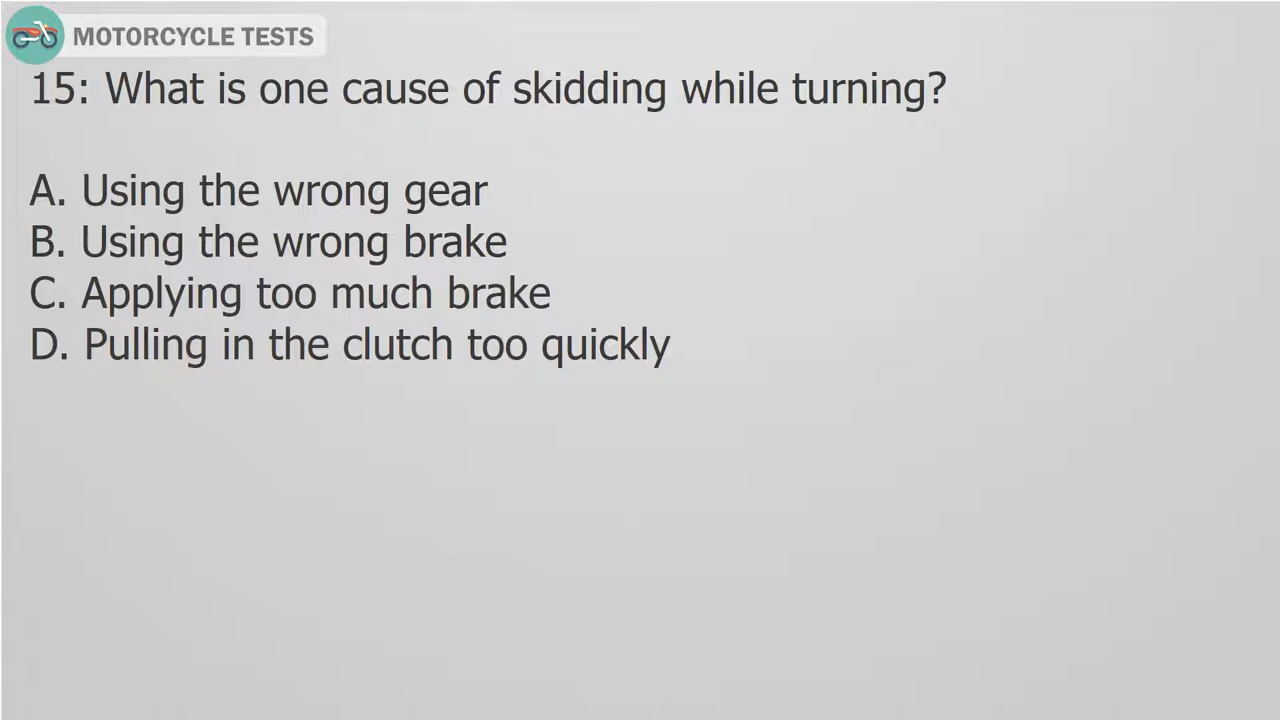 MOTORCYCLE TESTS
15: What is one cause of skidding while turning?
A. Using the wrong gear
B. Using the wrong brake
C. Applying too much brake
D. Pulling in the clutch too quickly